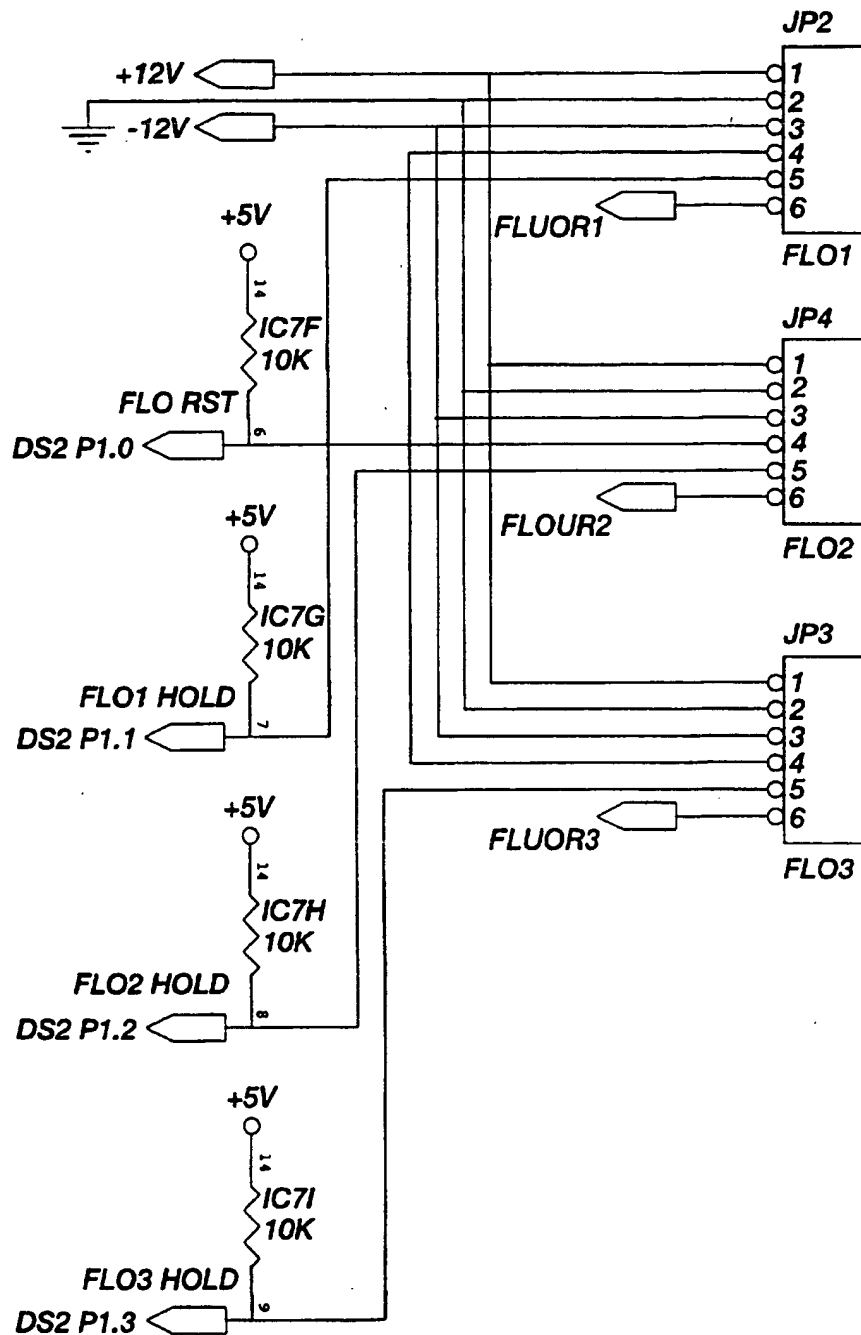 JP2
+12V
1
2
-12V
3
4
5
6
FLUOR1
FLO1
+5V
14
IC7F
10K
FLO RST
6
DS2 P1.0
JP4
1
2
3
4
5
6
FLOUR2
FLO2
+5V
14
IC7G
10K
FLO1 HOLD
7
DS2 P1.1
JP3
1
2
3
4
5
6
FLUOR3
FLO3
+5V
14
IC7H
10K
FLO2 HOLD
8
DS2 P1.2
+5V
14
IC7I
10K
FLO3 HOLD
9
DS2 P1.3